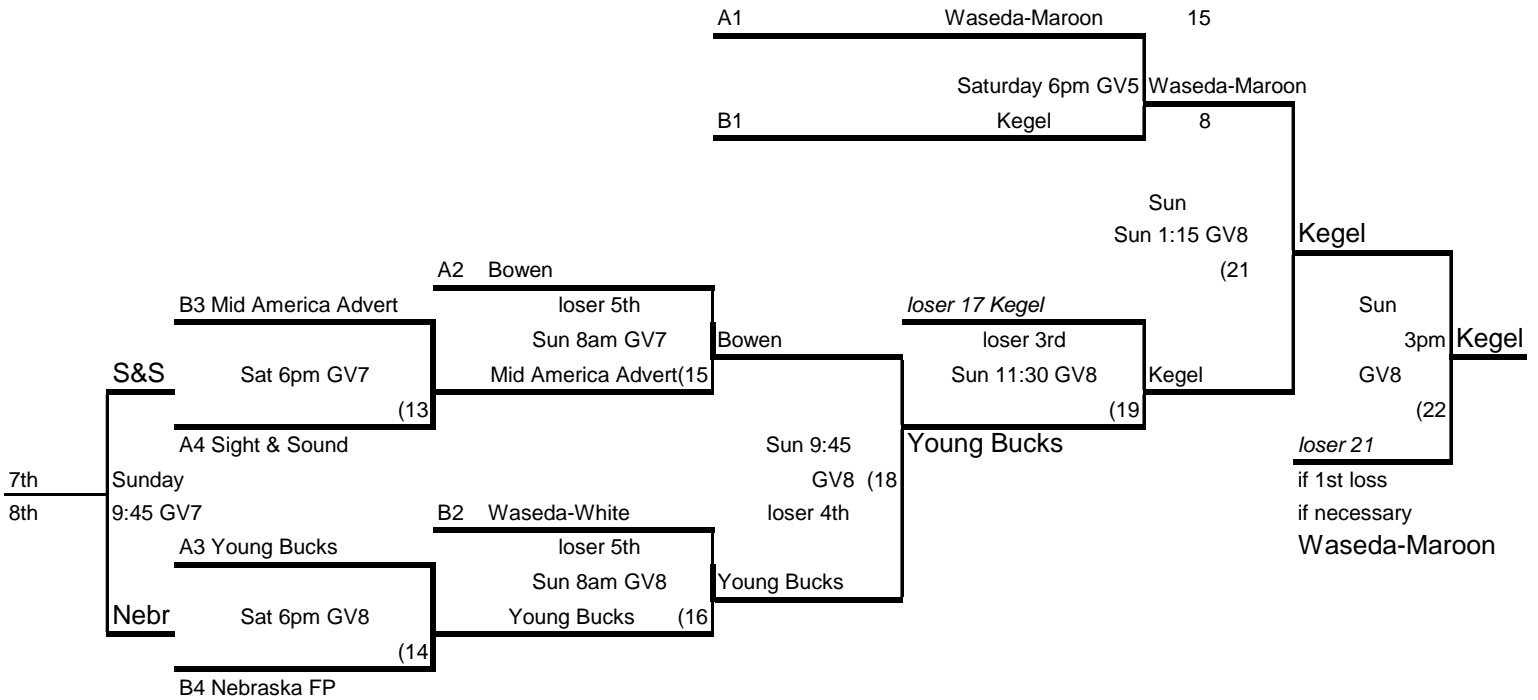 A1 Waseda-Maroon 15
Saturday 6pm GV5 Waseda-Maroon
B1 Kegel 8
Sun
Sun 1:15 GV8 Kegel
A2 Bowen (21
B3 Mid America Advert loser 5th loser 17 Kegel Sun
Sun 8am GV7 Bowen loser 3rd 3pm Kegel
S&S Sat 6pm GV7 Mid America Advert(15 Sun 11:30 GV8 Kegel GV8
(13 (19 (22
A4 Sight & Sound Sun 9:45 Young Bucks loser 21
7th Sunday GV8 (18 if 1st loss
8th 9:45 GV7 B2 Waseda-White loser 4th if necessary
A3 Young Bucks loser 5th Waseda-Maroon
Sun 8am GV8 Young Bucks
Nebr Sat 6pm GV8 Young Bucks (16
(14
B4 Nebraska FP